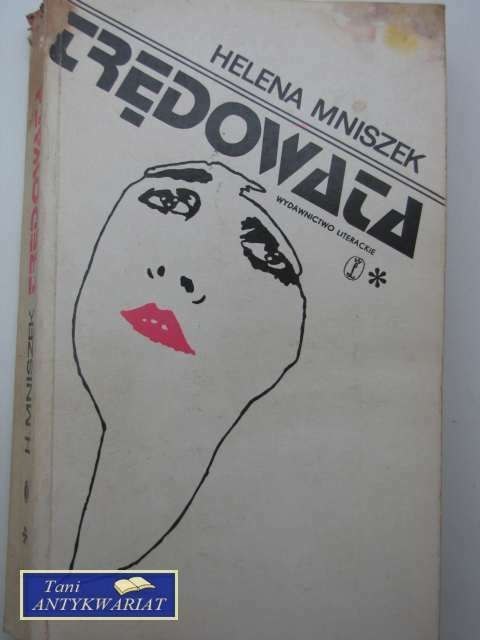 HELENA MNISZEK
TRĘDOWATA
WYDAWNICTWO LITERACKIE
*
H. MNISZEK TRĘDOWATA
Tani
ANTYKWARIAT